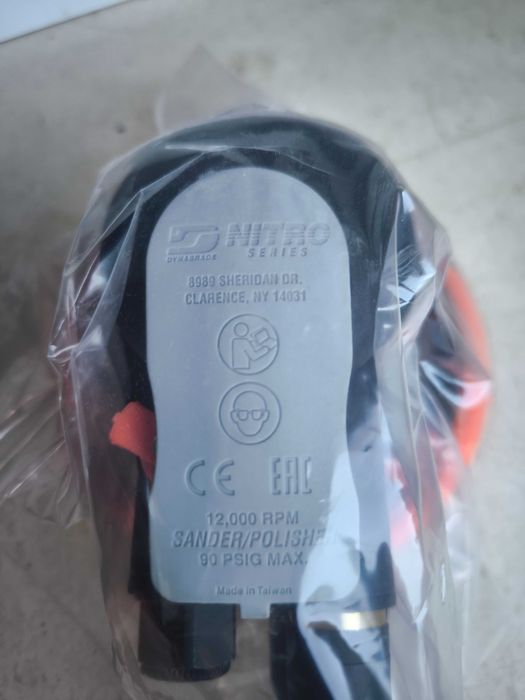 NITRO
DYNABRADE SERIES
8989 SHERIDAN DR.
CLARENCE, NY 14031
CE EAC
12,000 RPM
SANDER/POLISHE
90 PSIG MAX.
Made in Taiwan